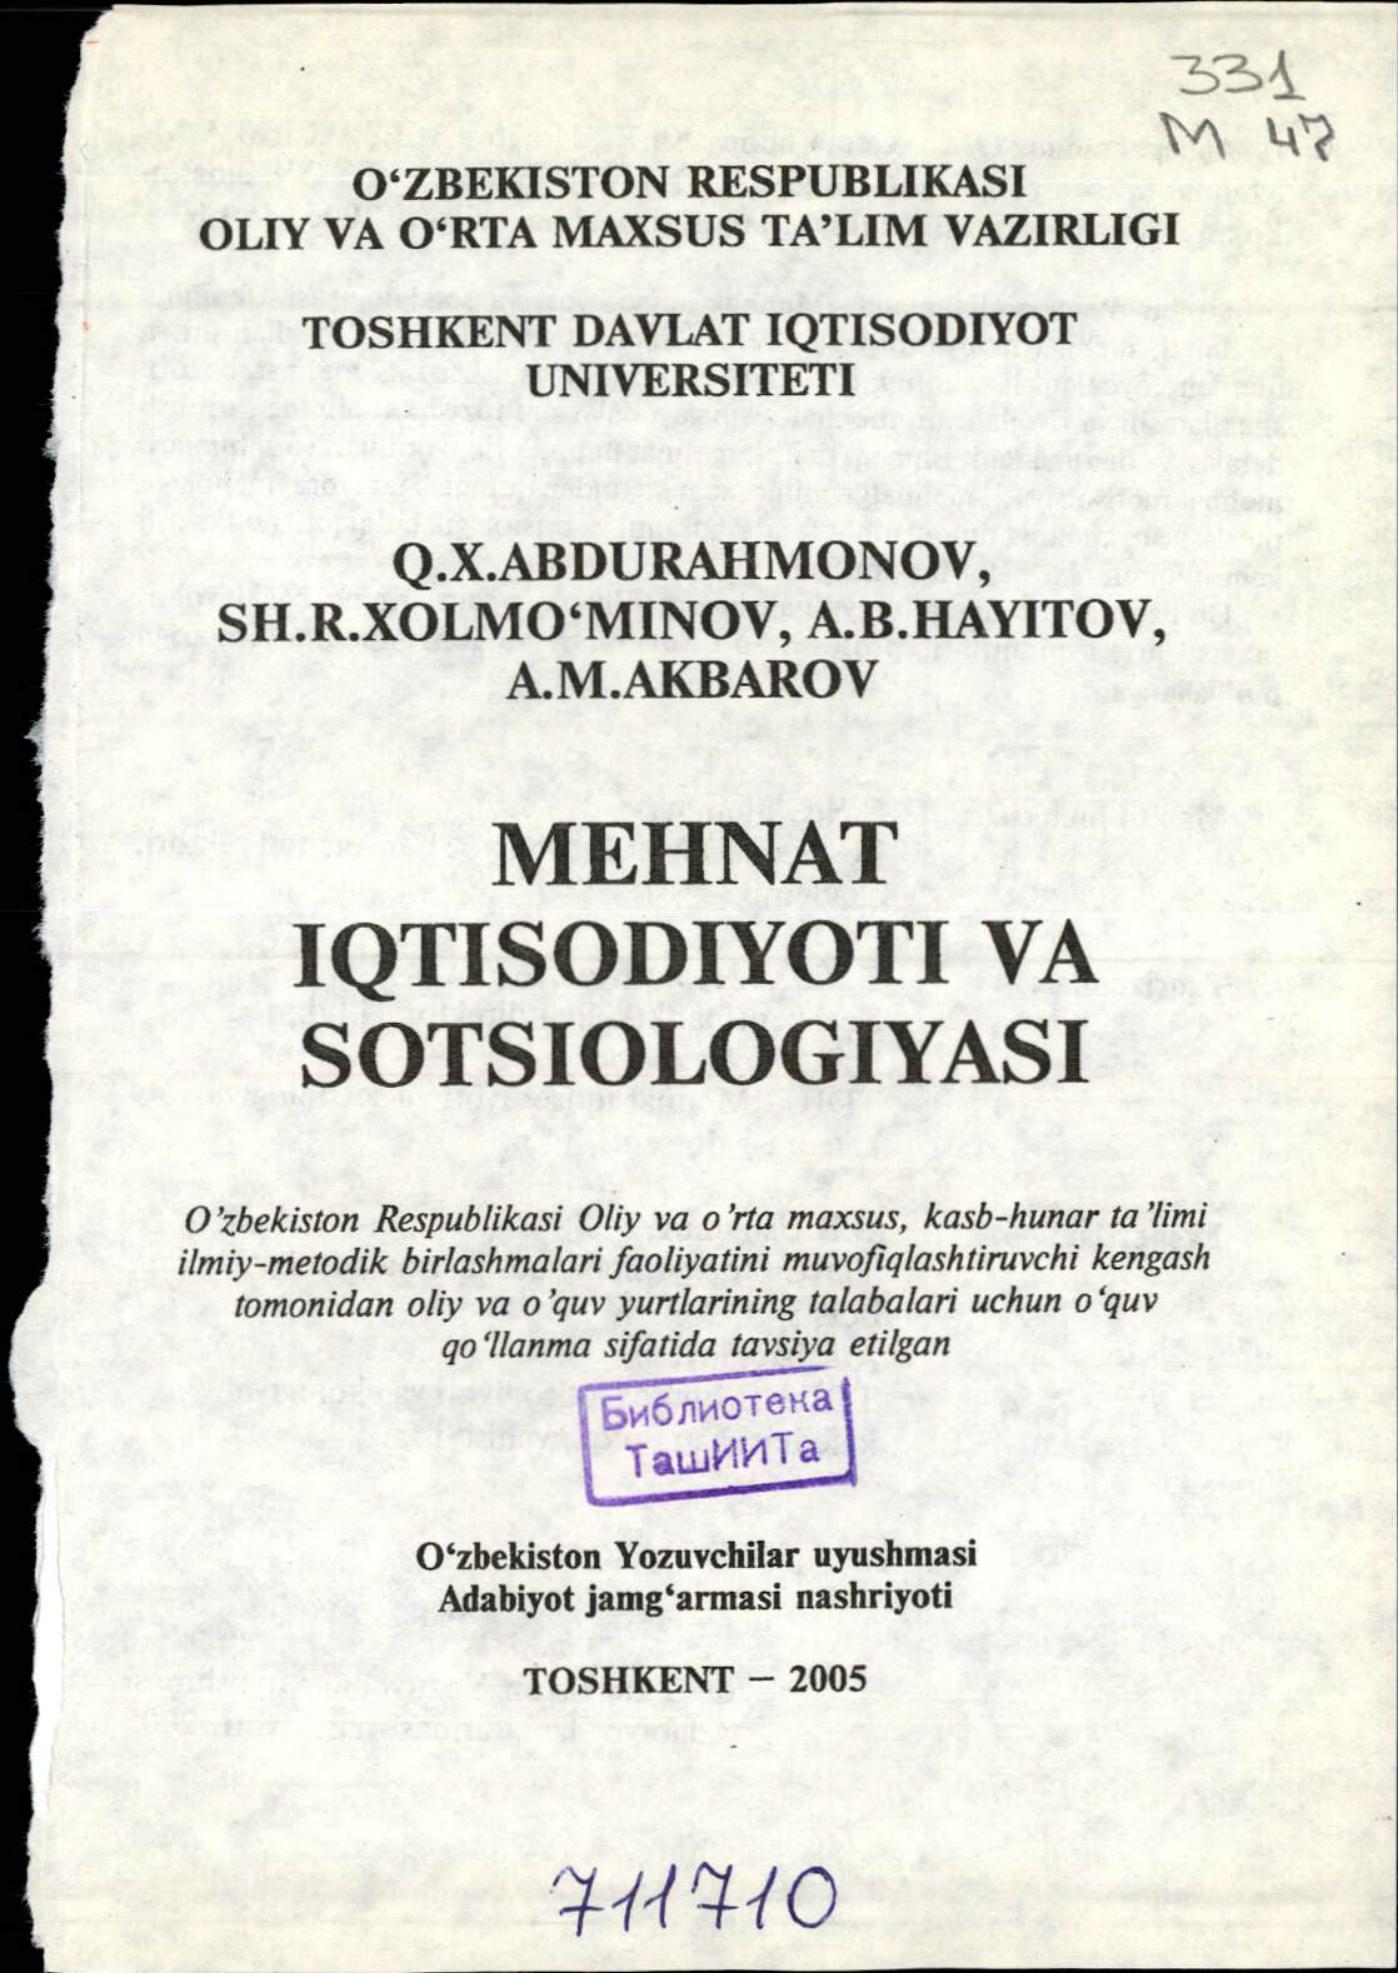 331
M 47
O‘ZBEKISTON RESPUBLIKASI
OLIY VA O‘RTA MAXSUS TA’LIM VAZIRLIGI
TOSHKENT DAVLAT IQTISODIYOT
UNIVERSITETI
Q.X.ABDURAHMONOV,
SH.R.XOLMO‘MINOV, A.B.HAYITOV,
A.M.AKBAROV
MEHNAT
IQTISODIYOTI VA
SOTSIOLOGIYASI
O’zbekiston Respublikasi Oliy va o’rta maxsus, kasb-hunar ta’limi
ilmiy-metodik birlashmalari faoliyatini muvofiqlashtiruvchi kengash
tomonidan oliy va o’quv yurtlarining talabalari uchun o‘quv
qo‘llanma sifatida tavsiya etilgan
Библиотека
ТашИИТа
O‘zbekiston Yozuvchilar uyushmasi
Adabiyot jamg‘armasi nashriyoti
TOSHKENT – 2005
711710